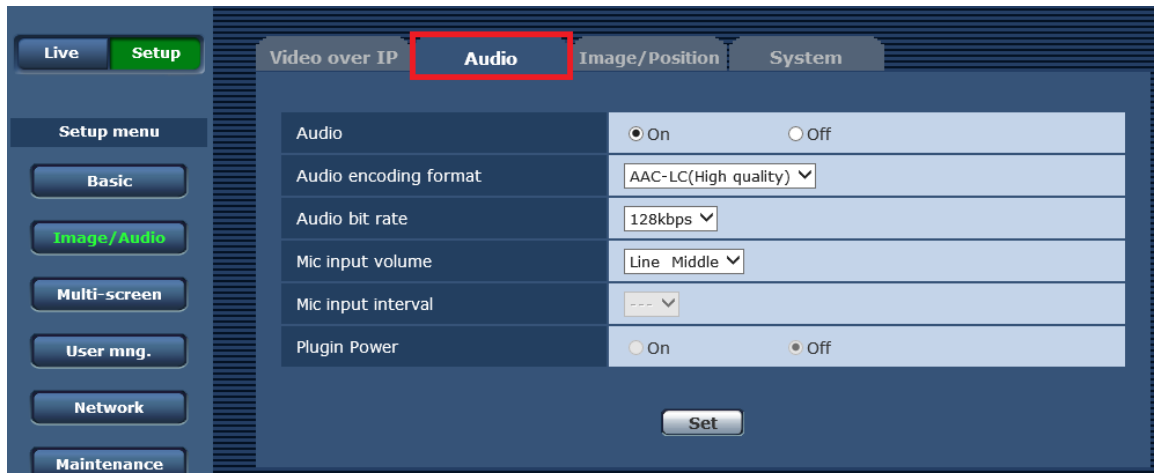 Live Setup
Video over IP Audio Image/Position System
Setup menu
Basic
Image/Audio
Multi-screen
User mng.
Network
Maintenance
Audio On Off
Audio encoding format AAC-LC(High quality)
Audio bit rate 128kbps
Mic input volume Line Middle
Mic input interval ---
Plugin Power On Off
Set